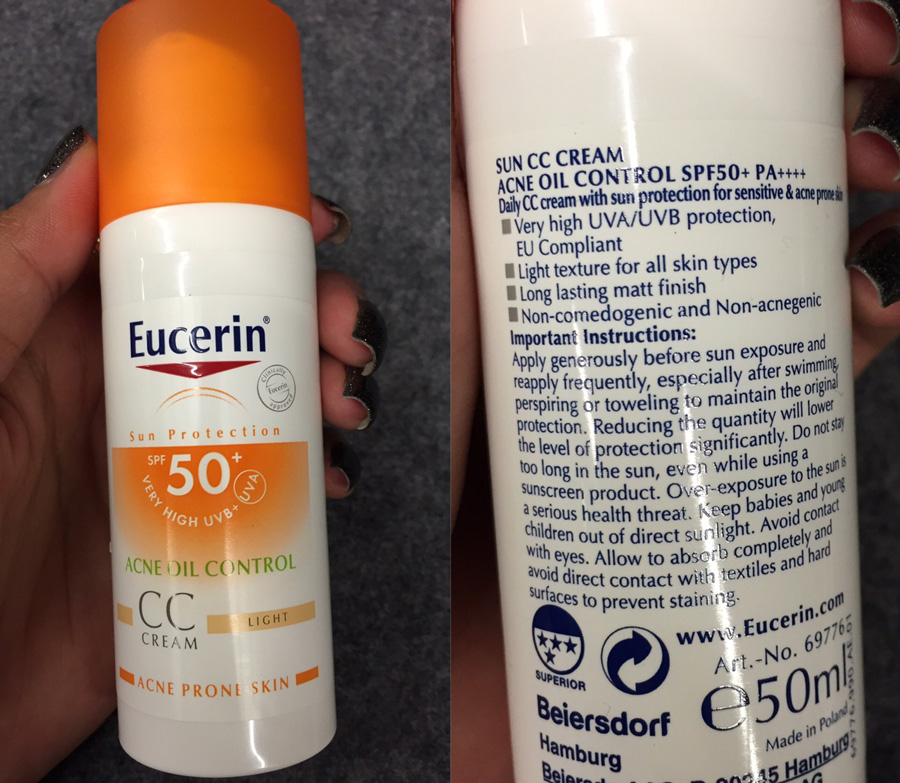 Eucerin®
Clinically
Eucerin
approved
Sun Protection
SPF 50+
VERY HIGH UVB+ UVA
ACNE OIL CONTROL
CC
CREAM
LIGHT
ACNE PRONE SKIN
SUN CC CREAM
ACNE OIL CONTROL SPF50+ PA++++
Daily CC cream with sun protection for sensitive & acne prone skin
Very high UVA/UVB protection,
EU Compliant
Light texture for all skin types
Long lasting matt finish
Non-comedogenic and Non-acnegenic
Important Instructions:
Apply generously before sun exposure and
reapply frequently, especially after swimming,
perspiring or toweling to maintain the original
protection. Reducing the quantity will lower
the level of protection significantly. Do not stay
too long in the sun, even while using a
sunscreen product. Over-exposure to the sun is
a serious health threat. Keep babies and young
children out of direct sunlight. Avoid contact
with eyes. Allow to absorb completely and
avoid direct contact with textiles and hard
surfaces to prevent staining.
www.Eucerin.com
Art.-No. 69776
SUPERIOR
℮50ml
Made in Poland
Beiersdorf
Hamburg
Beiersdorf
20245 Hamburg
AG